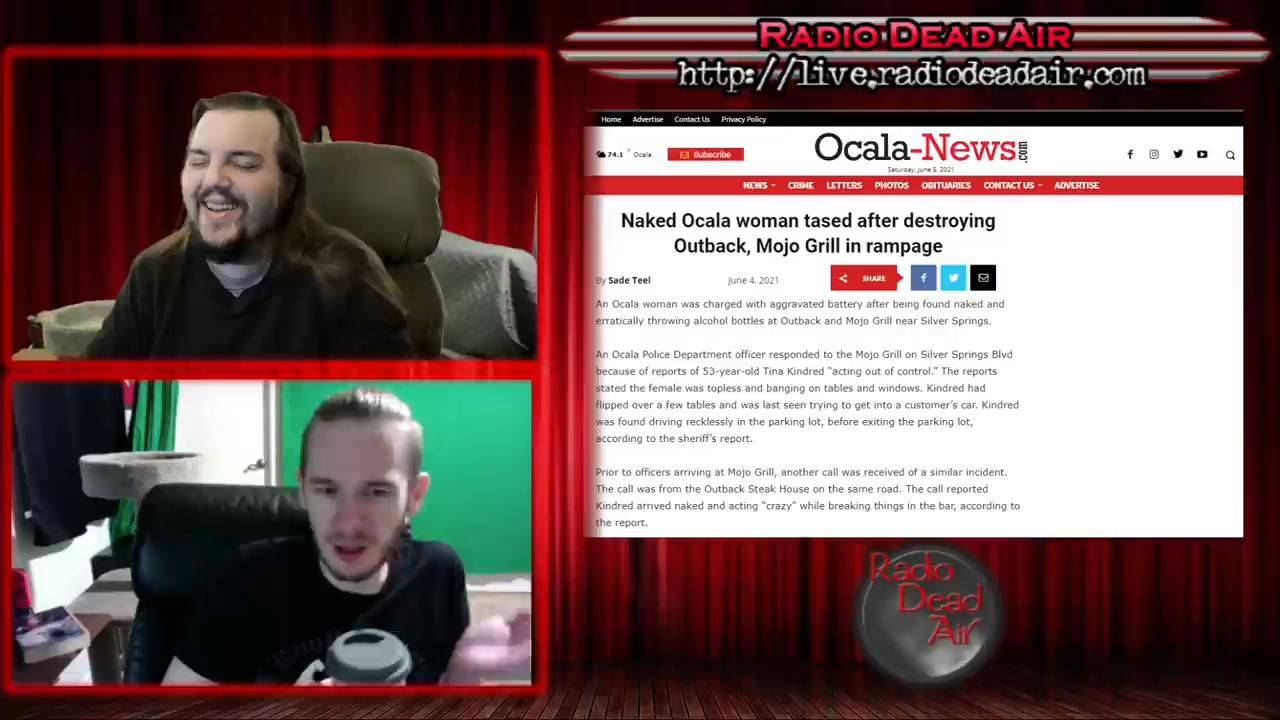 Radio Dead Air
http://live.radiodeadair.com
Home Advertise Contact Us Privacy Policy
74.1 F Ocala
Subscribe
Ocala-News.com
Saturday, June 5, 2021
NEWS CRIME LETTERS PHOTOS OBITUARIES CONTACT US ADVERTISE
Naked Ocala woman tased after destroying
Outback, Mojo Grill in rampage
By Sade Teel June 4, 2021 SHARE
An Ocala woman was charged with aggravated battery after being found naked and
erratically throwing alcohol bottles at Outback and Mojo Grill near Silver Springs.
An Ocala Police Department officer responded to the Mojo Grill on Silver Springs Blvd
because of reports of 53-year-old Tina Kindred “acting out of control.” The reports
stated the female was topless and banging on tables and windows. Kindred had
flipped over a few tables and was last seen trying to get into a customer’s car. Kindred
was found driving recklessly in the parking lot, before exiting the parking lot,
according to the sheriff’s report.
Prior to officers arriving at Mojo Grill, another call was received of a similar incident.
The call was from the Outback Steak House on the same road. The call reported
Kindred arrived naked and acting “crazy” while breaking things in the bar, according to
the report.
Radio
Dead
Air